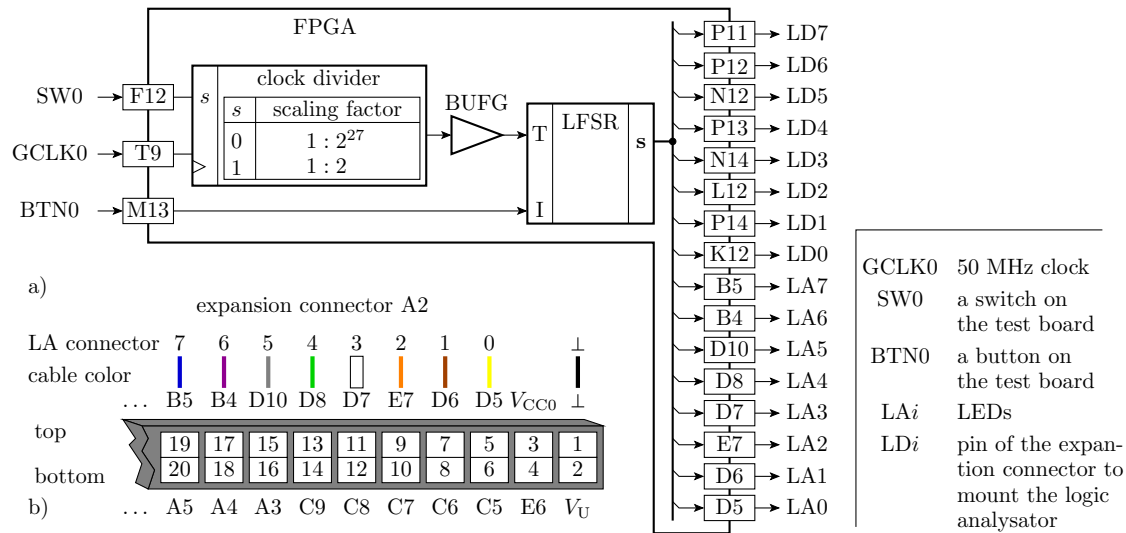 FPGA
SW0 F12
GCLK0 T9
BTN0 M13
s
clock divider
s scaling factor
0 1 : 2^27
1 1 : 2
BUFG
T LFSR s
I
P11 LD7
P12 LD6
N12 LD5
P13 LD4
N14 LD3
L12 LD2
P14 LD1
K12 LD0
B5 LA7
B4 LA6
D10 LA5
D8 LA4
D7 LA3
E7 LA2
D6 LA1
D5 LA0
a)
expansion connector A2
LA connector 7 6 5 4 3 2 1 0 ⊥
cable color
... B5 B4 D10 D8 D7 E7 D6 D5 V_CC0 ⊥
top 19 17 15 13 11 9 7 5 3 1
bottom 20 18 16 14 12 10 8 6 4 2
b) ... A5 A4 A3 C9 C8 C7 C6 C5 E6 V_U
GCLK0 50 MHz clock
SW0 a switch on
the test board
BTN0 a button on
the test board
LAi LEDs
LDi pin of the expan-
tion connector to
mount the logic
analysator